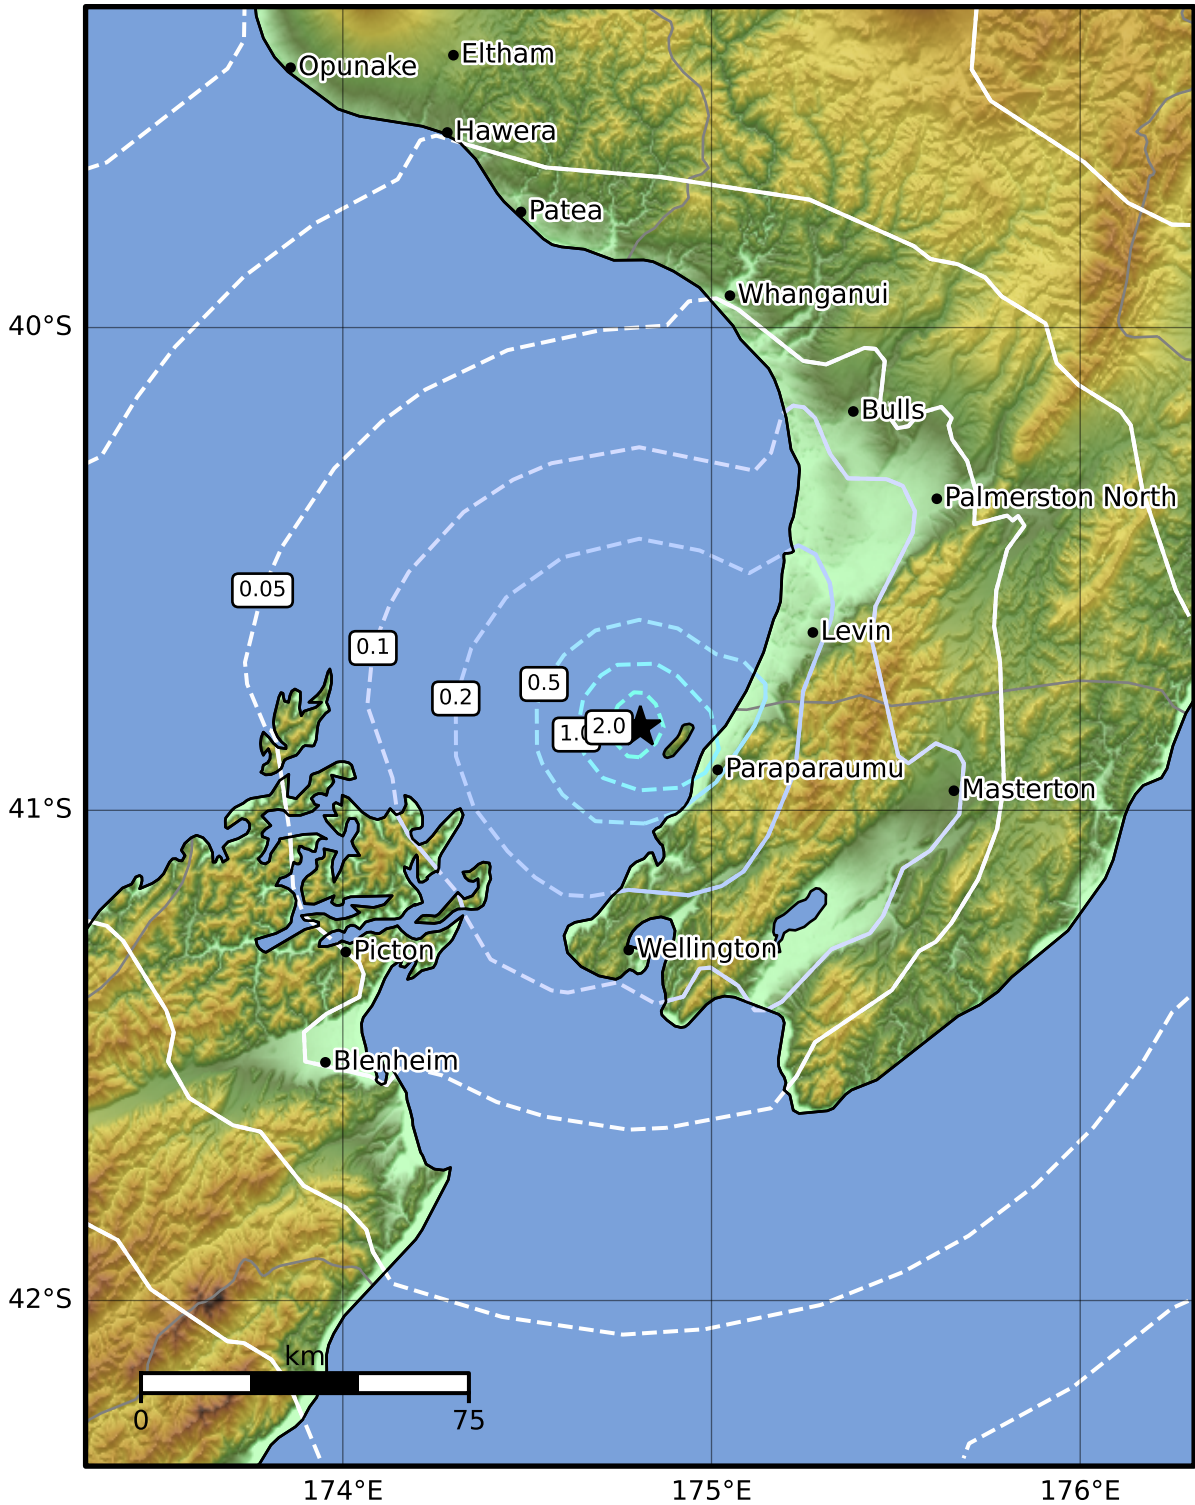 Eltham
Opunake
Hawera
Patea
Whanganui
40°S
Bulls
Palmerston North
0.05
Levin
0.1
0.5
0.2
2.0
Paraparaumu
Masterton
41°S
Wellington
Picton
Blenheim
42°S
km
0 75
174°E 175°E 176°E